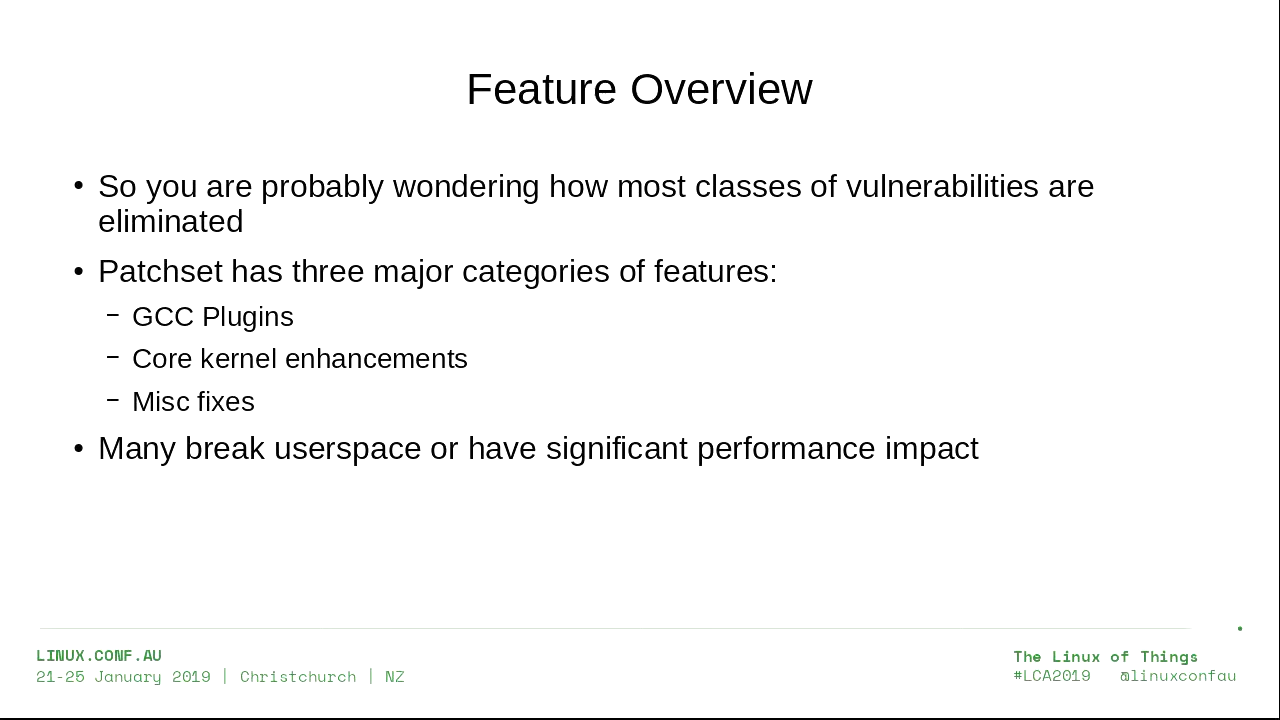 Feature Overview
• So you are probably wondering how most classes of vulnerabilities are
eliminated
• Patchset has three major categories of features:
– GCC Plugins
– Core kernel enhancements
– Misc fixes
• Many break userspace or have significant performance impact
LINUX.CONF.AU
21-25 January 2019 | Christchurch | NZ
The Linux of Things
#LCA2019 @linuxconfau